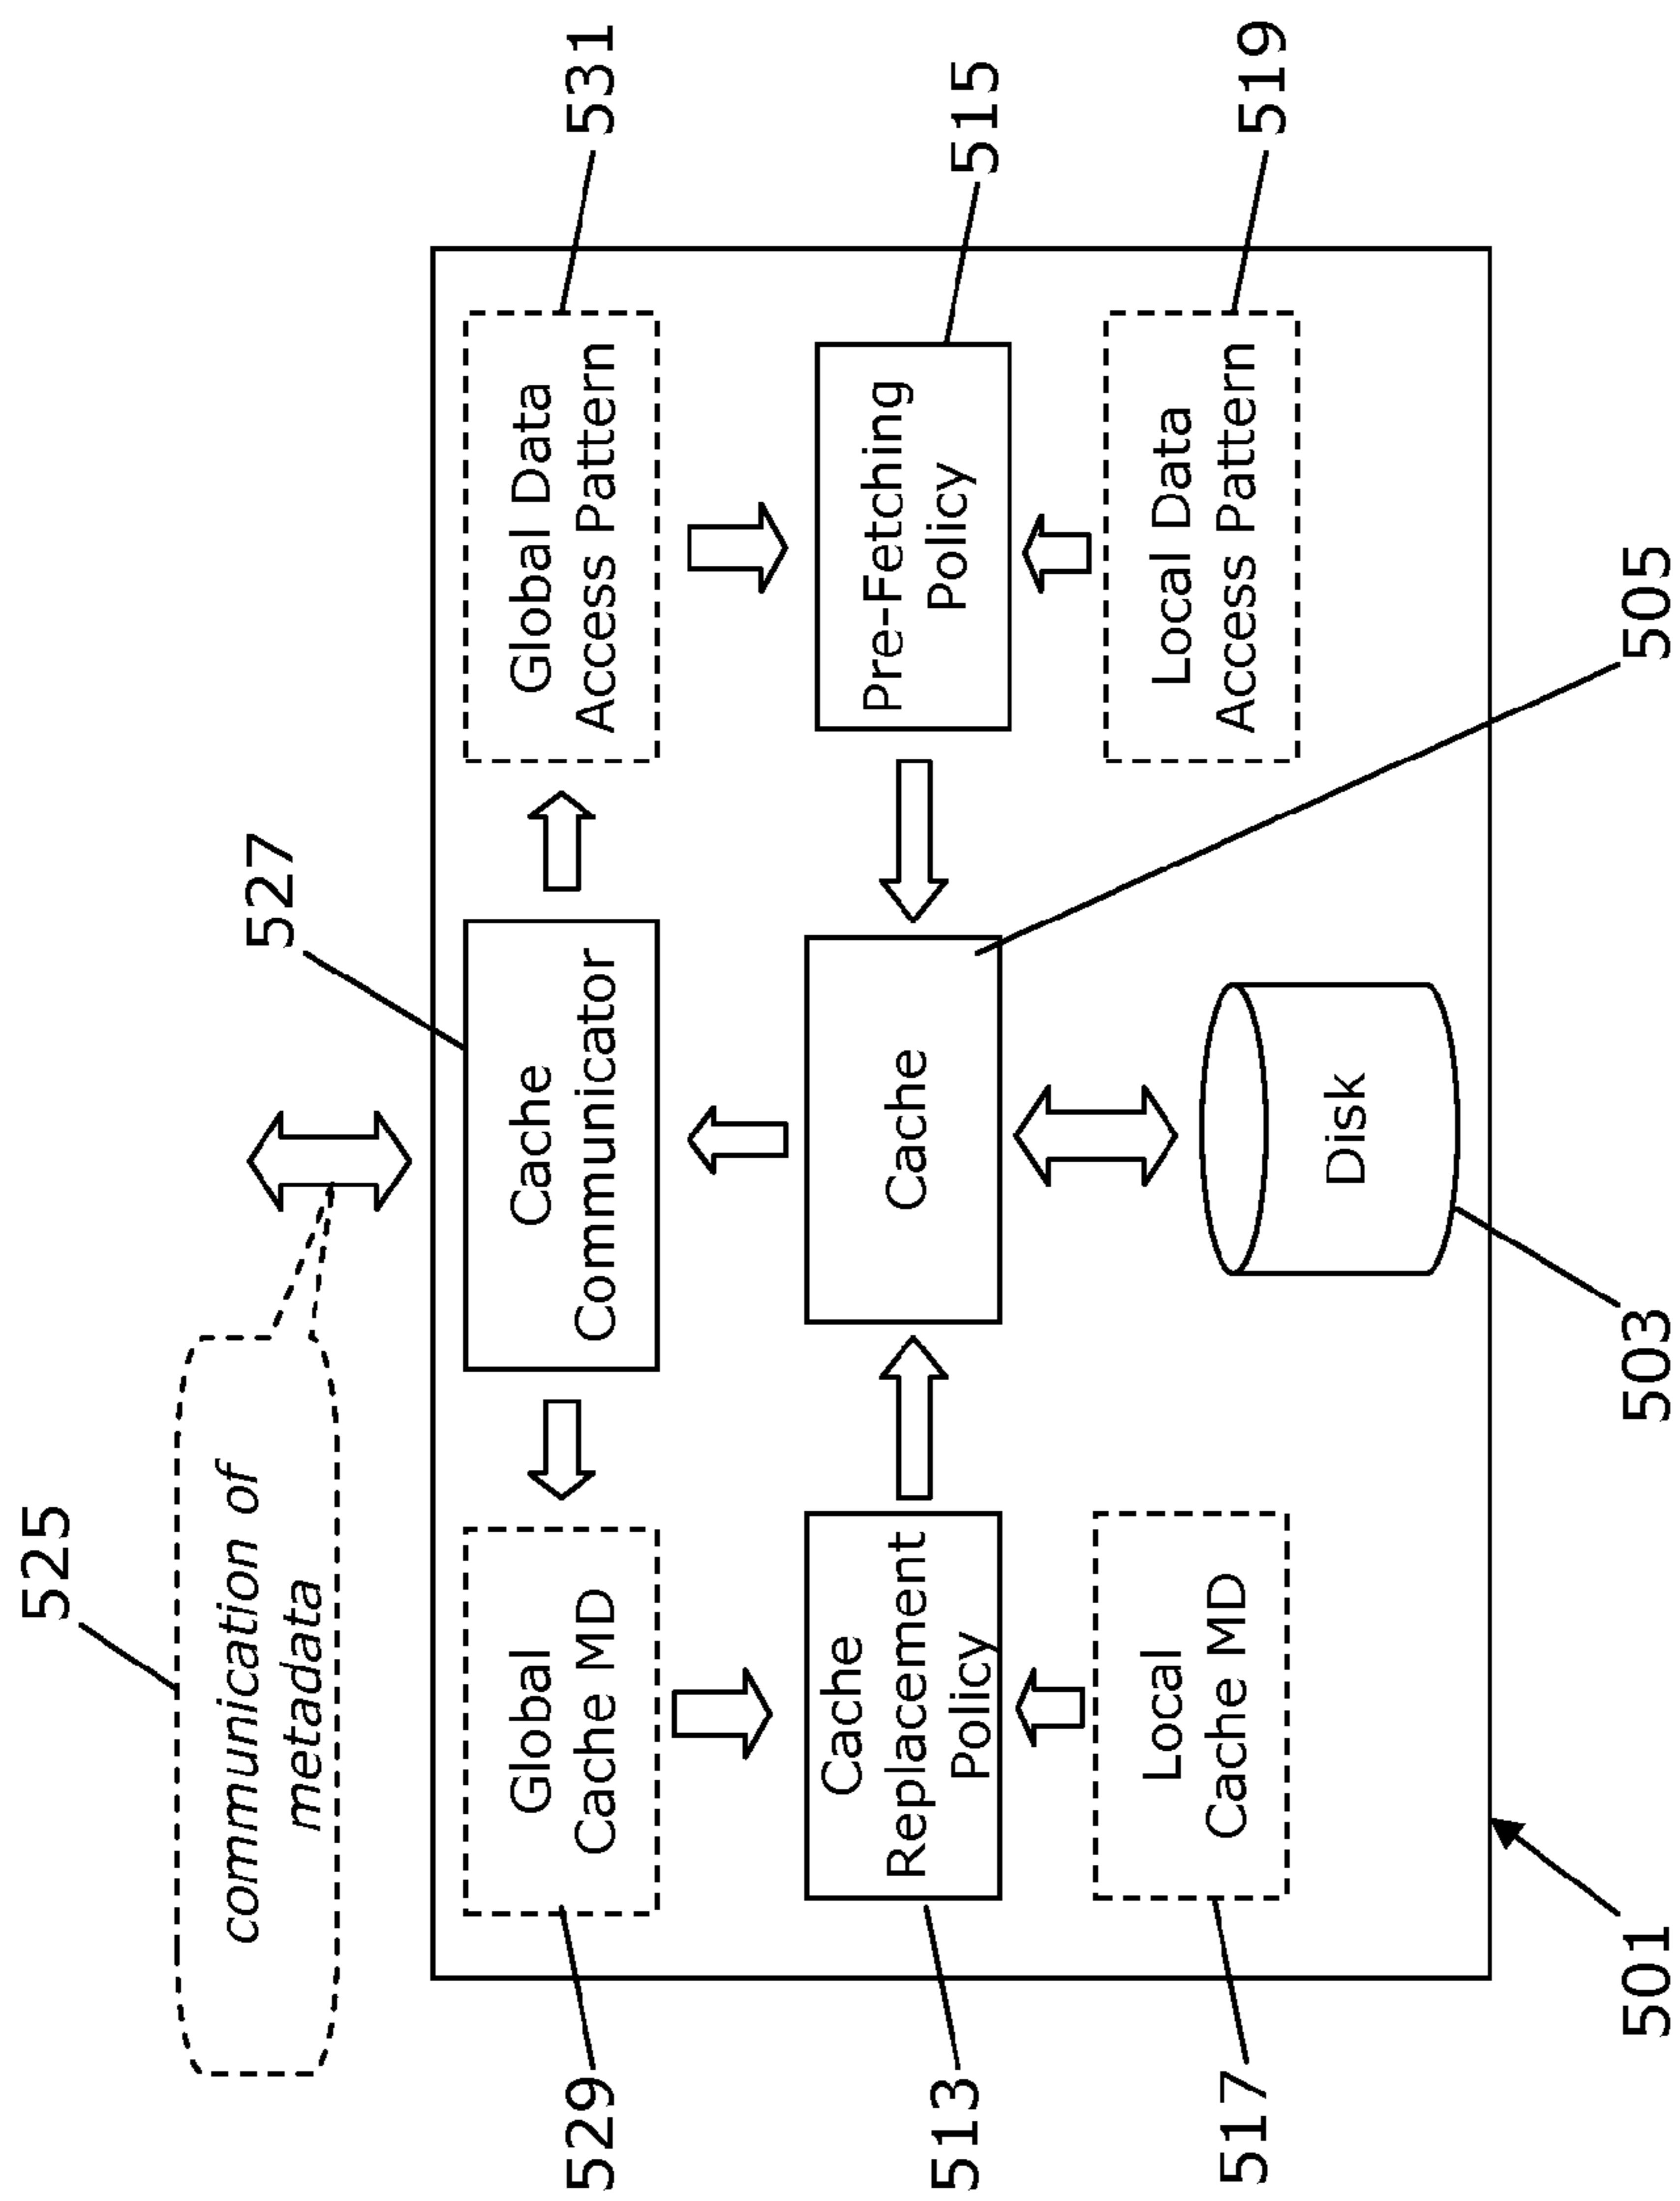 525
communication of
metadata
527
531
Global
Cache MD
Cache
Communicator
Global Data
Access Pattern
529
515
Cache
Replacement
Policy
Cache
Pre-Fetching
Policy
513
519
Local
Cache MD
Disk
Local Data
Access Pattern
517
501
503
505